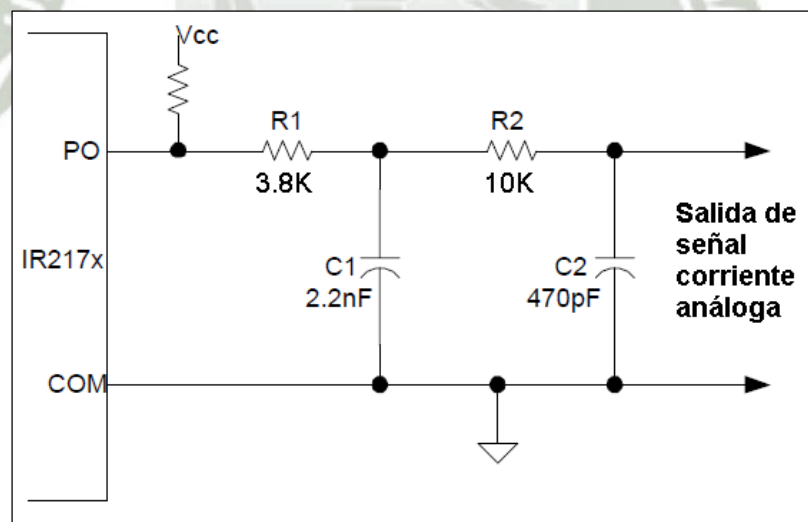 Vcc
R1
R2
PO
3.8K
10K
IR217x
C1
2.2nF
C2
470pF
Salida de
señal
corriente
análoga
COM